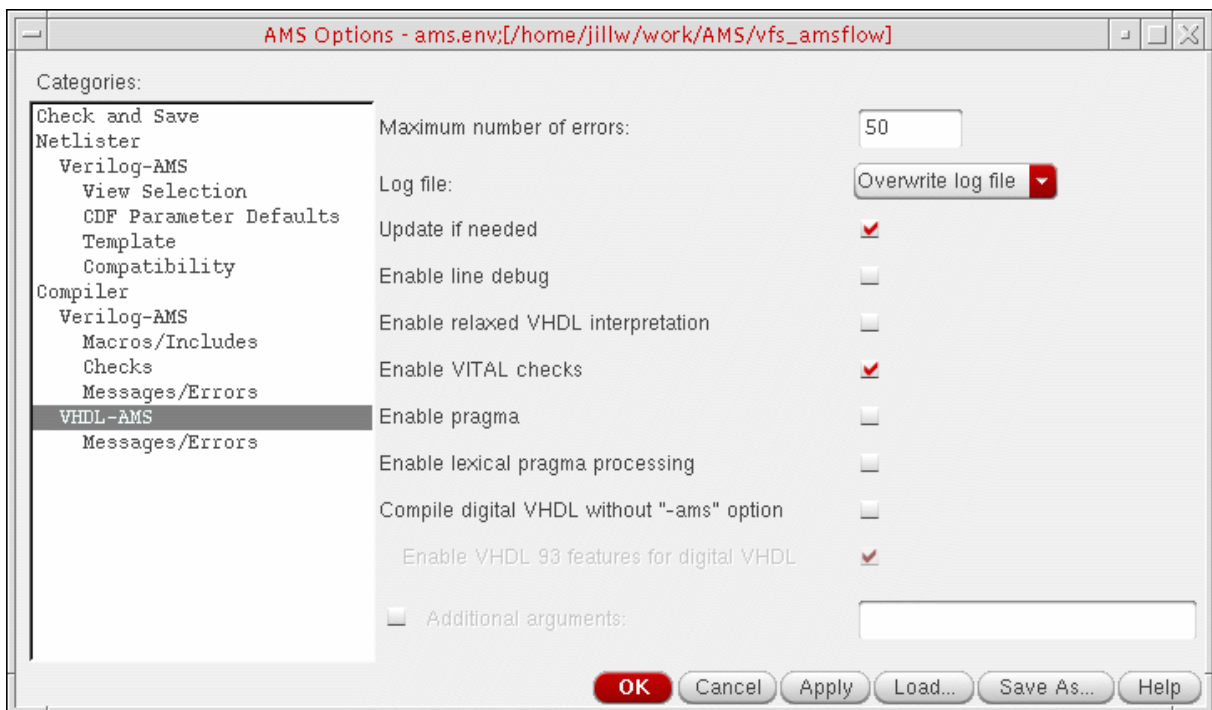 AMS Options - ams.env;[/home/jillw/work/AMS/vfs_amsflow]
Categories:
Check and Save
Netlister
Verilog-AMS
View Selection
CDF Parameter Defaults
Template
Compatibility
Compiler
Verilog-AMS
Macros/Includes
Checks
Messages/Errors
VHDL-AMS
Messages/Errors
Maximum number of errors: 50
Log file: Overwrite log file
Update if needed
Enable line debug
Enable relaxed VHDL interpretation
Enable VITAL checks
Enable pragma
Enable lexical pragma processing
Compile digital VHDL without "-ams" option
Enable VHDL 93 features for digital VHDL
Additional arguments:
OK Cancel Apply Load... Save As... Help